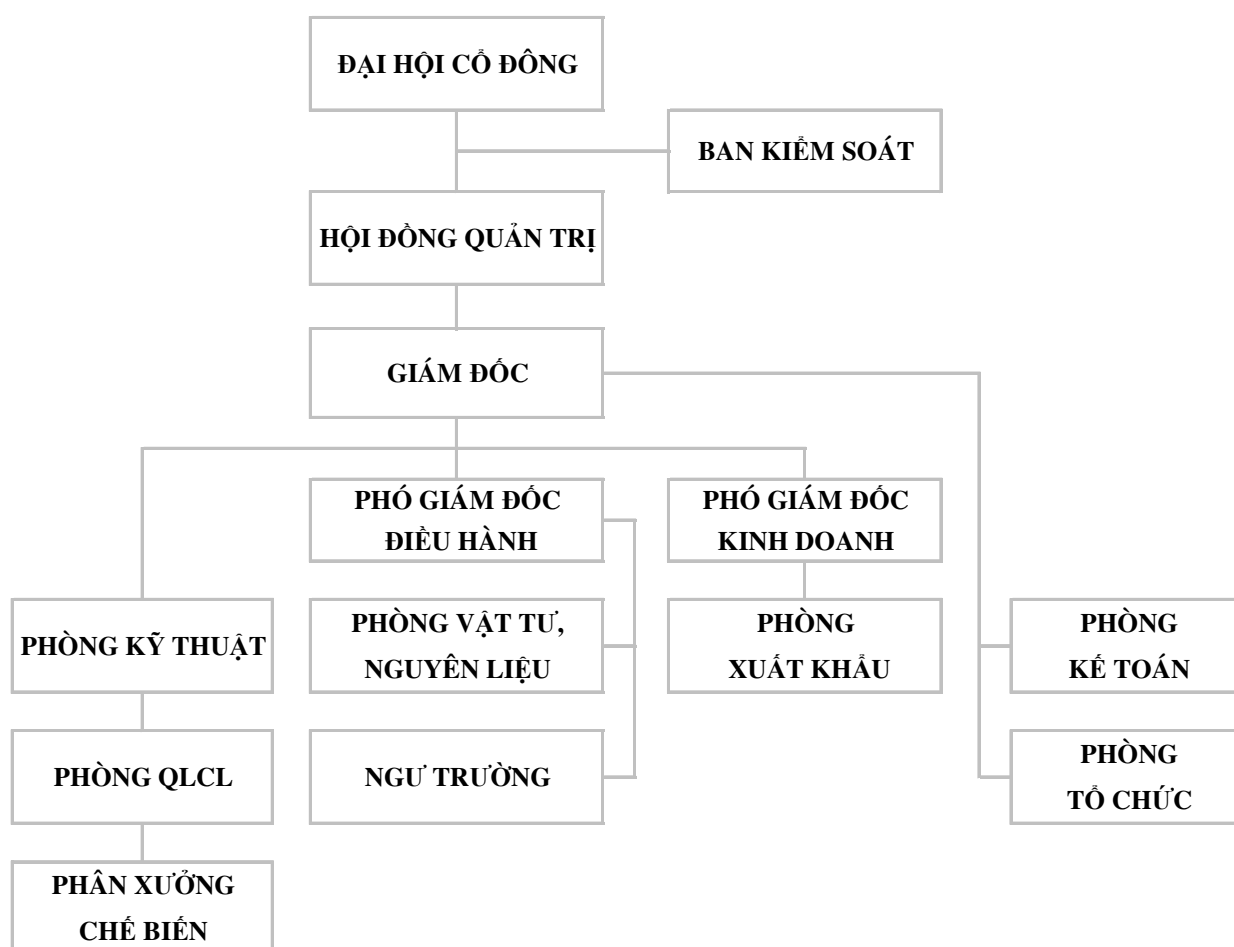 ĐẠI HỘI CỔ ĐÔNG
BAN KIỂM SOÁT
HỘI ĐỒNG QUẢN TRỊ
GIÁM ĐỐC
PHÓ GIÁM ĐỐC
ĐIỀU HÀNH
PHÓ GIÁM ĐỐC
KINH DOANH
PHÒNG KỸ THUẬT
PHÒNG VẬT TƯ,
NGUYÊN LIỆU
PHÒNG
XUẤT KHẨU
PHÒNG
KẾ TOÁN
PHÒNG QLCL
NGƯ TRƯỜNG
PHÒNG
TỔ CHỨC
PHÂN XƯỞNG
CHẾ BIẾN